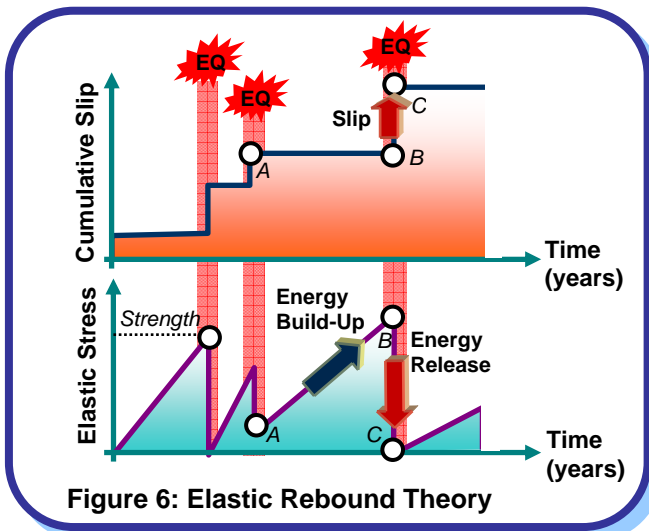 EQ
EQ
EQ
Cumulative Slip
Slip
A
B
C
Time
(years)
Elastic Stress
Strength
Energy
Build-Up
Energy
Release
A
B
C
Time
(years)
Figure 6: Elastic Rebound Theory